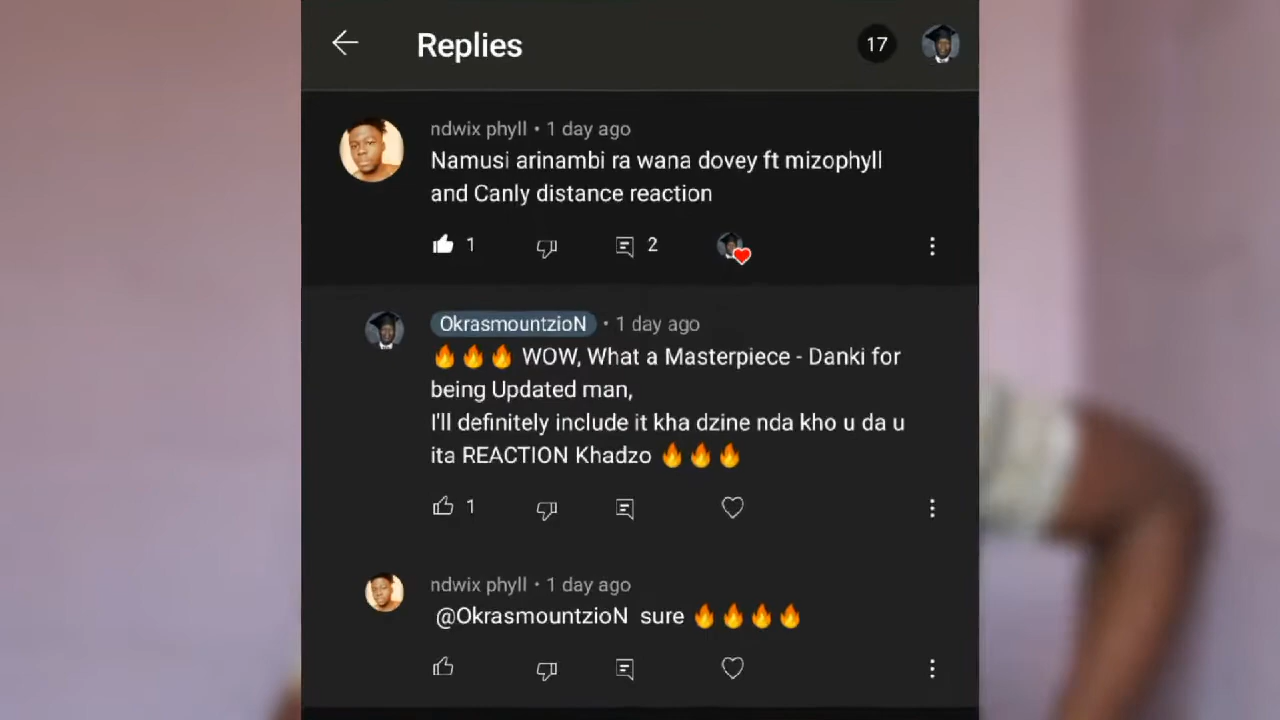 Replies
17
ndwix phyll • 1 day ago
Namusi arinambi ra wana dovey ft mizophyll
and Canly distance reaction
1
2
OkrasmountzioN • 1 day ago
🔥🔥🔥 WOW, What a Masterpiece - Danki for
being Updated man,
I'll definitely include it kha dzine nda kho u da u
ita REACTION Khadzo 🔥🔥🔥
1
ndwix phyll • 1 day ago
@OkrasmountzioN sure 🔥🔥🔥🔥